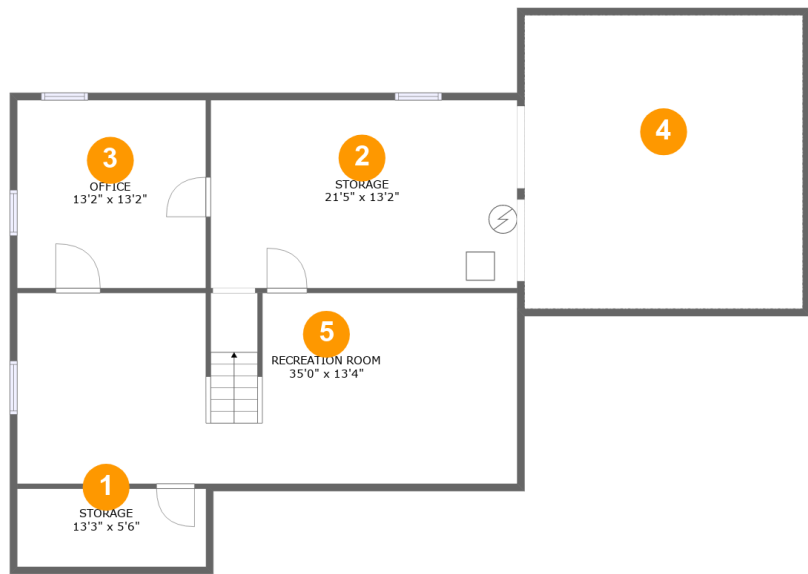 4
3
OFFICE
13'2" x 13'2"
2
STORAGE
21'5" x 13'2"
5
RECREATION ROOM
35'0" x 13'4"
1
STORAGE
13'3" x 5'6"